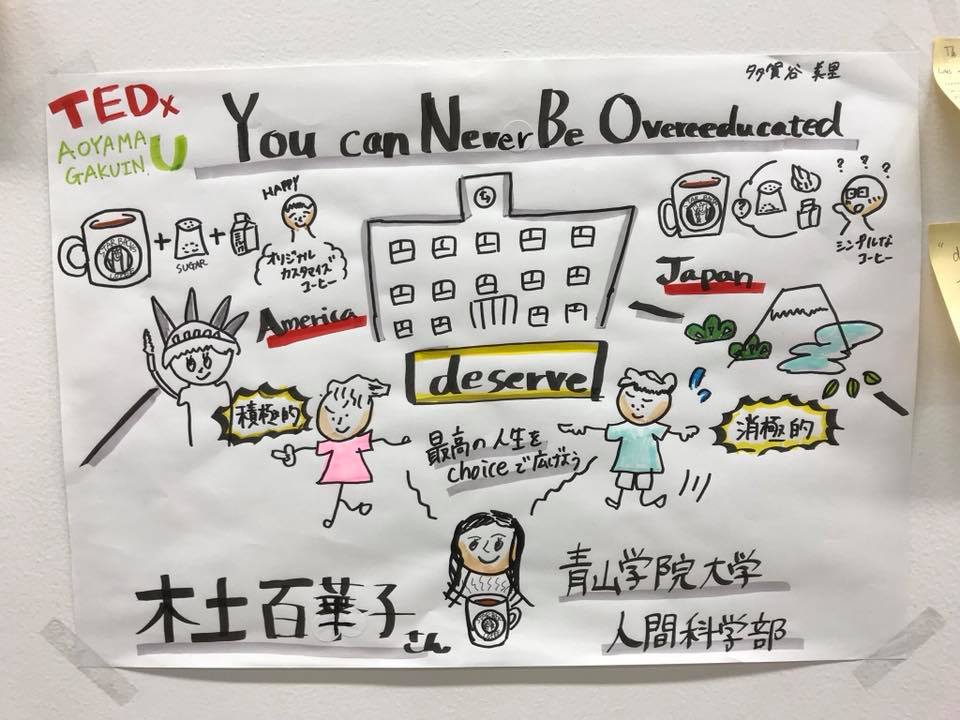 多賀谷 美里
TEDx
AOYAMA
GAKUIN U
You can Never Be Overeeducated
HAPPY
SUGAR
オリジナル
カスタマイズ
コーヒー
?
? ? ?
シンプルな
コーヒー
America
Japan
deserve
積極的
消極的
最高の人生を
choiceで広げよう
木土百華子さん
青山学院大学
人間科学部